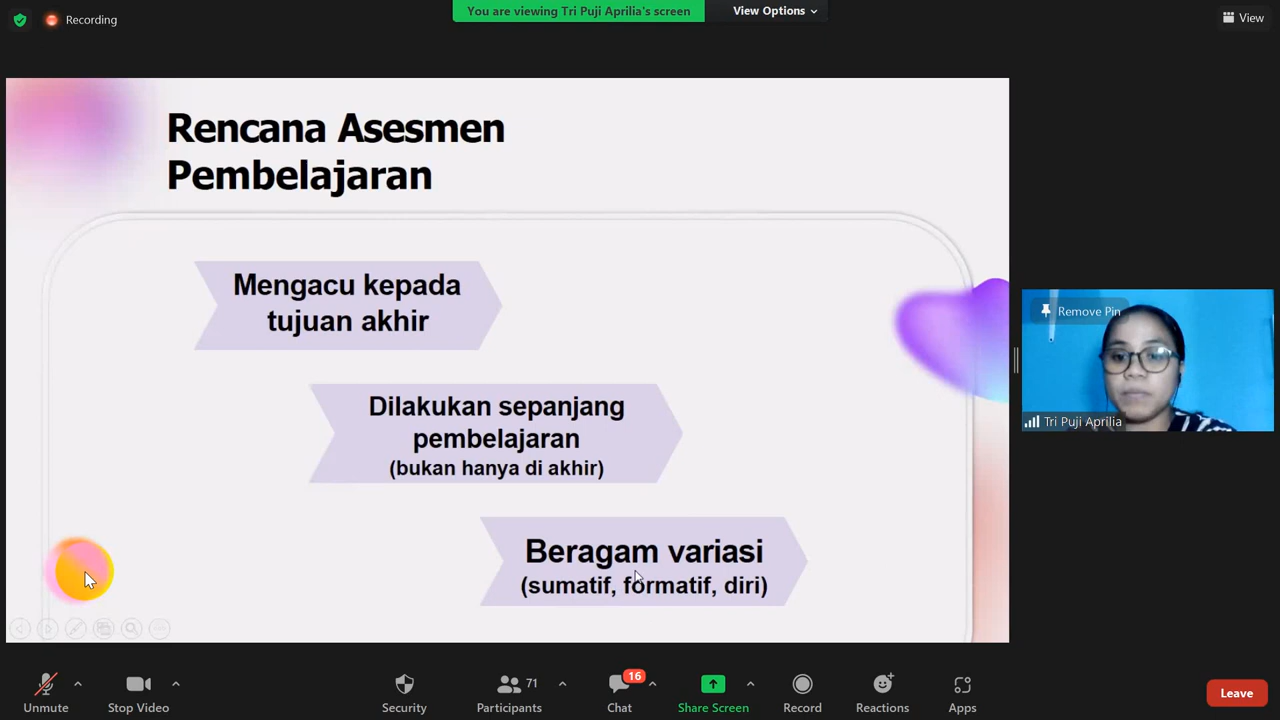 Recording
You are viewing Tri Puji Aprilia's screen
View Options
View
Rencana Asesmen
Pembelajaran
Mengacu kepada
tujuan akhir
Dilakukan sepanjang
pembelajaran
(bukan hanya di akhir)
Beragam variasi
(sumatif, formatif, diri)
Remove Pin
Tri Puji Aprilia
Unmute
Stop Video
Security
71
Participants
16
Chat
Share Screen
Record
Reactions
Apps
Leave